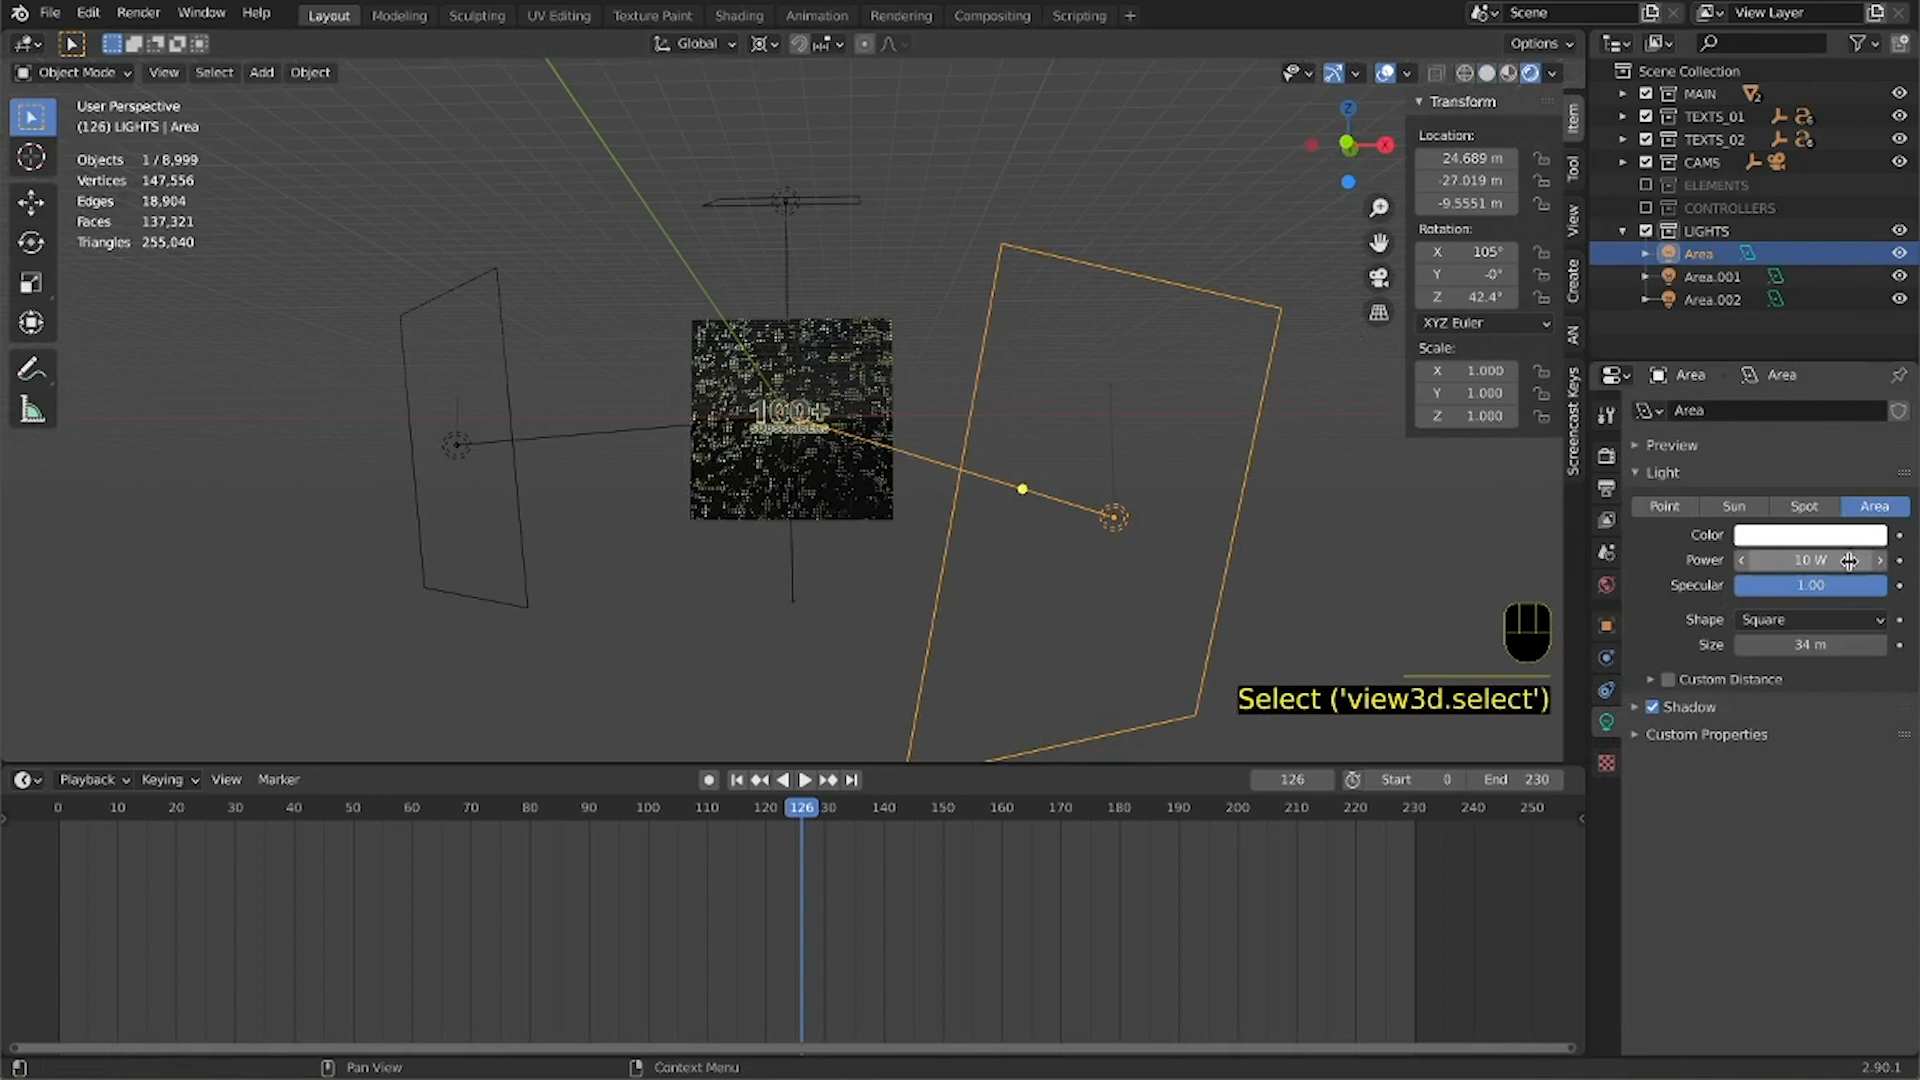 File Edit Render Window Help Layout Modeling Sculpting UV Editing Texture Paint Shading Animation Rendering Compositing Scripting + Scene View Layer
Global Options
Object Mode View Select Add Object
User Perspective
(126) LIGHTS | Area
Objects 1 / 8,999
Vertices 147,556
Edges 18,904
Faces 137,321
Triangles 255,040
100+
SUBSCRIBERS
Z
X
Transform
Location:
24.689 m
-27.019 m
-9.5551 m
Rotation:
X 105°
Y -0°
Z 42.4°
XYZ Euler
Scale:
X 1.000
Y 1.000
Z 1.000
Item
Tool
View
Create
AN
Screencast Keys
Select ('view3d.select')
Scene Collection
MAIN 2
TEXTS_01
TEXTS_02
CAMS
ELEMENTS
CONTROLLERS
LIGHTS
Area
Area.001
Area.002
Area Area
Area
Preview
Light
Point Sun Spot Area
Color
Power 10 W
Specular 1.00
Shape Square
Size 34 m
Custom Distance
Shadow
Custom Properties
Playback Keying View Marker 126 Start 0 End 230
0 10 20 30 40 50 60 70 80 90 100 110 120 126 30 140 150 160 170 180 190 200 210 220 230 240 250
Pan View Context Menu 2.90.1